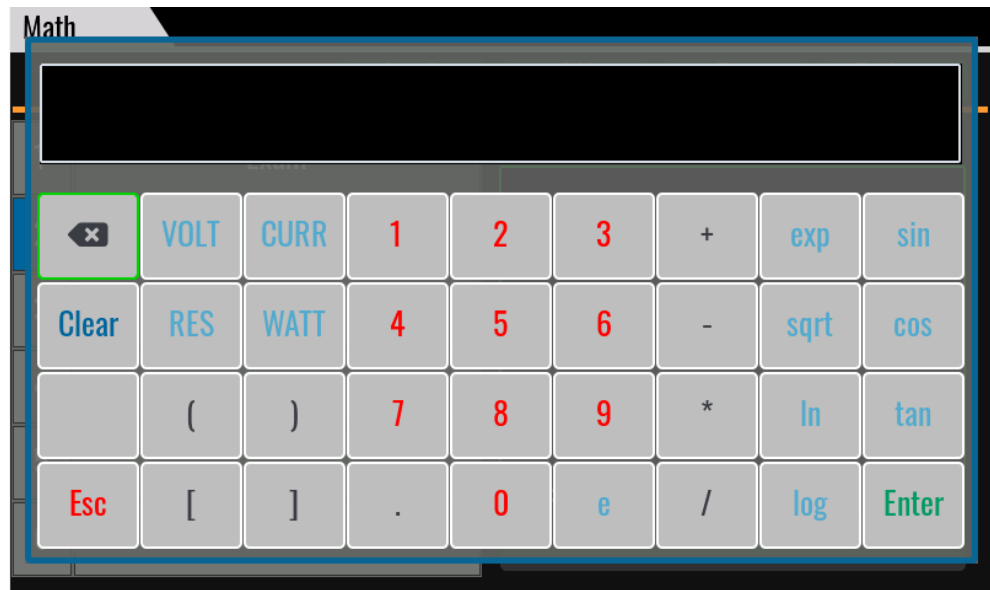 Math
VOLT CURR 1 2 3 + exp sin
Clear RES WATT 4 5 6 - sqrt cos
( ) 7 8 9 * ln tan
Esc [ ] . 0 e / log Enter